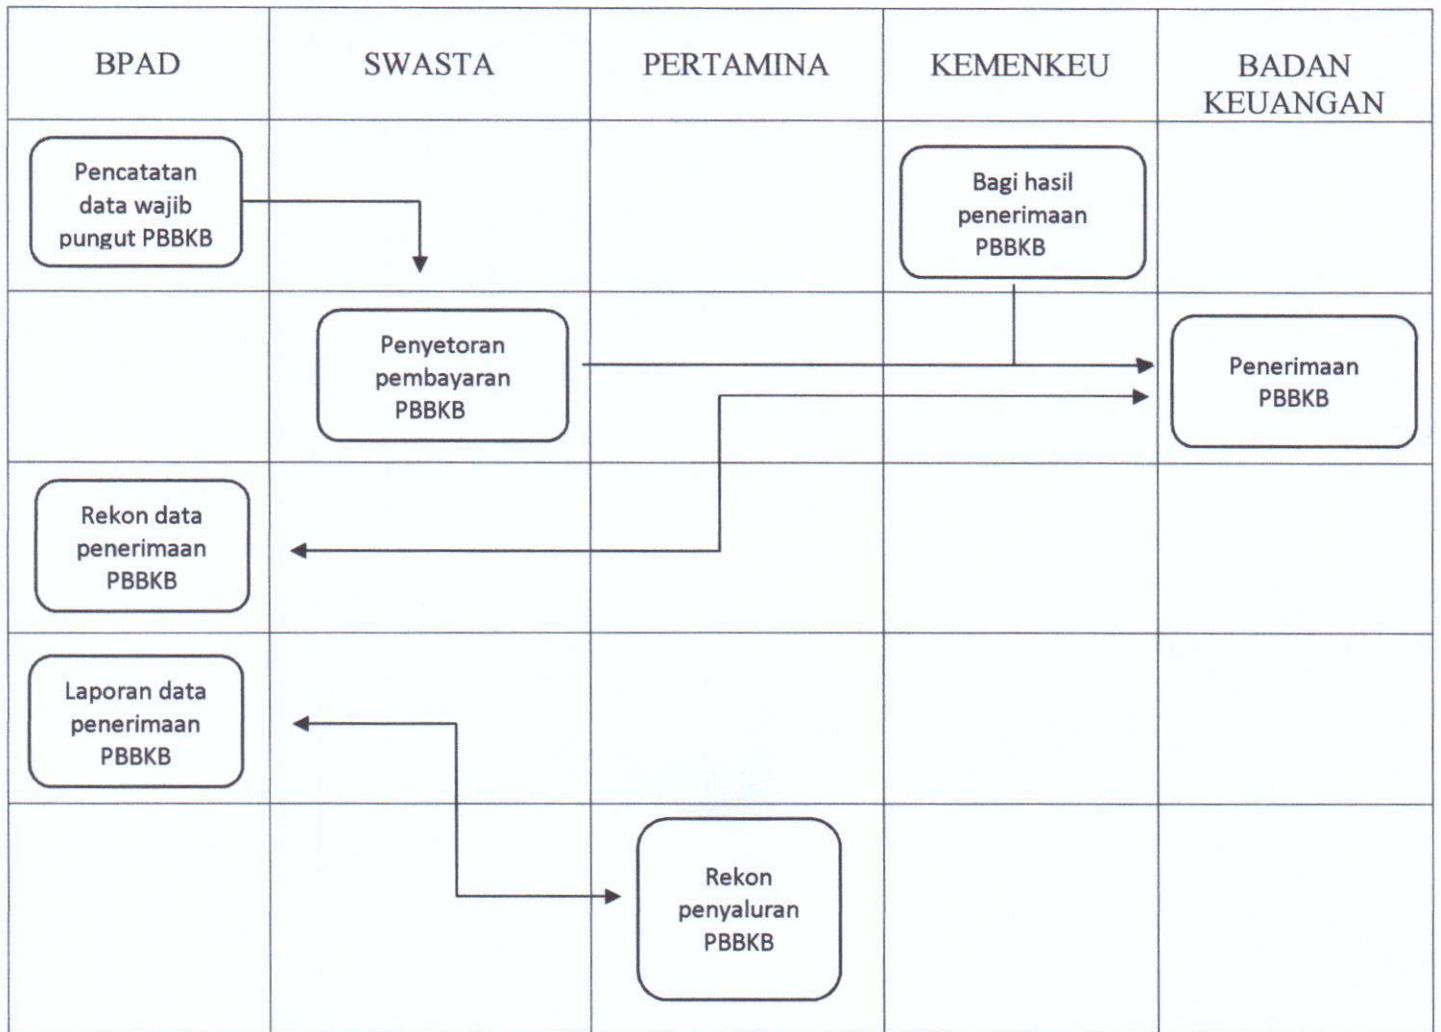 BPAD
SWASTA
PERTAMINA
KEMENKEU
BADAN
KEUANGAN
Pencatatan
data wajib
pungut PBBKB
Bagi hasil
penerimaan
PBBKB
Penyetoran
pembayaran
PBBKB
Penerimaan
PBBKB
Rekon data
penerimaan
PBBKB
Laporan data
penerimaan
PBBKB
Rekon
penyaluran
PBBKB